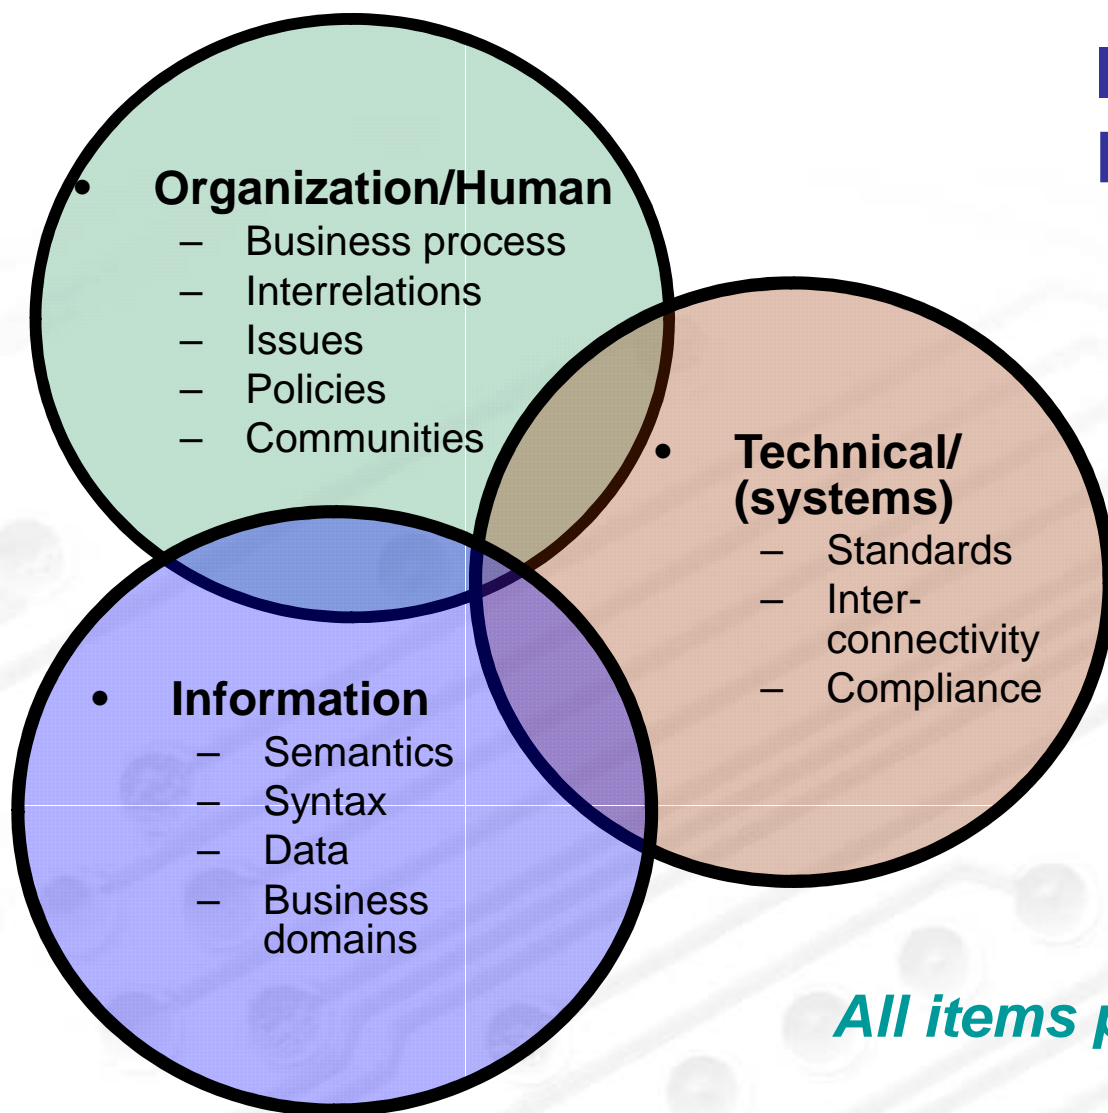 • Organization/Human
– Business process
– Interrelations
– Issues
– Policies
– Communities
• Technical/
(systems)
– Standards
– Inter-
connectivity
– Compliance
• Information
– Semantics
– Syntax
– Data
– Business
domains
All items